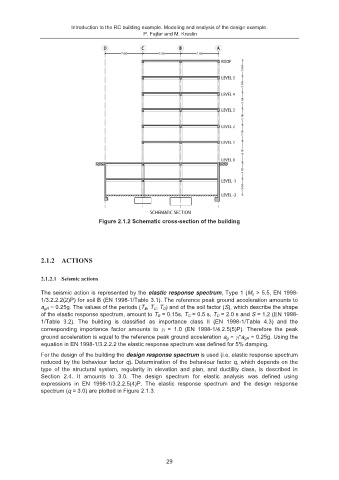 Introduction to the RC building example. Modeling and analysis of the design example.
P. Fajfar and M. Kreslin
D C B A
ROOF
LEVEL 5
LEVEL 4
LEVEL 3
LEVEL 2
LEVEL 1
LEVEL 0
LEVEL -1
LEVEL -2
SCHEMATIC SECTION
Figure 2.1.2 Schematic cross-section of the building
2.1.2 ACTIONS
2.1.2.1 Seismic actions
The seismic action is represented by the elastic response spectrum, Type 1 (Ms > 5.5, EN 1998-
1/3.2.2.2(2)P) for soil B (EN 1998-1/Table 3.1). The reference peak ground acceleration amounts to
agR = 0.25g. The values of the periods (TB, TC, TD) and of the soil factor (S), which describe the shape
of the elastic response spectrum, amount to TB = 0.15s, TC = 0.5 s, TD = 2.0 s and S = 1.2 (EN 1998-
1/Table 3.2). The building is classified as importance class II (EN 1998-1/Table 4.3) and the
corresponding importance factor amounts to γI = 1.0 (EN 1998-1/4.2.5(5)P). Therefore the peak
ground acceleration is equal to the reference peak ground acceleration ag = γI*agR = 0.25g. Using the
equation in EN 1998-1/3.2.2.2 the elastic response spectrum was defined for 5% damping.
For the design of the building the design response spectrum is used (i.e. elastic response spectrum
reduced by the behaviour factor q). Determination of the behaviour factor q, which depends on the
type of the structural system, regularity in elevation and plan, and ductility class, is described in
Section 2.4. It amounts to 3.0. The design spectrum for elastic analysis was defined using
expressions in EN 1998-1/3.2.2.5(4)P. The elastic response spectrum and the design response
spectrum (q = 3.0) are plotted in Figure 2.1.3.
29